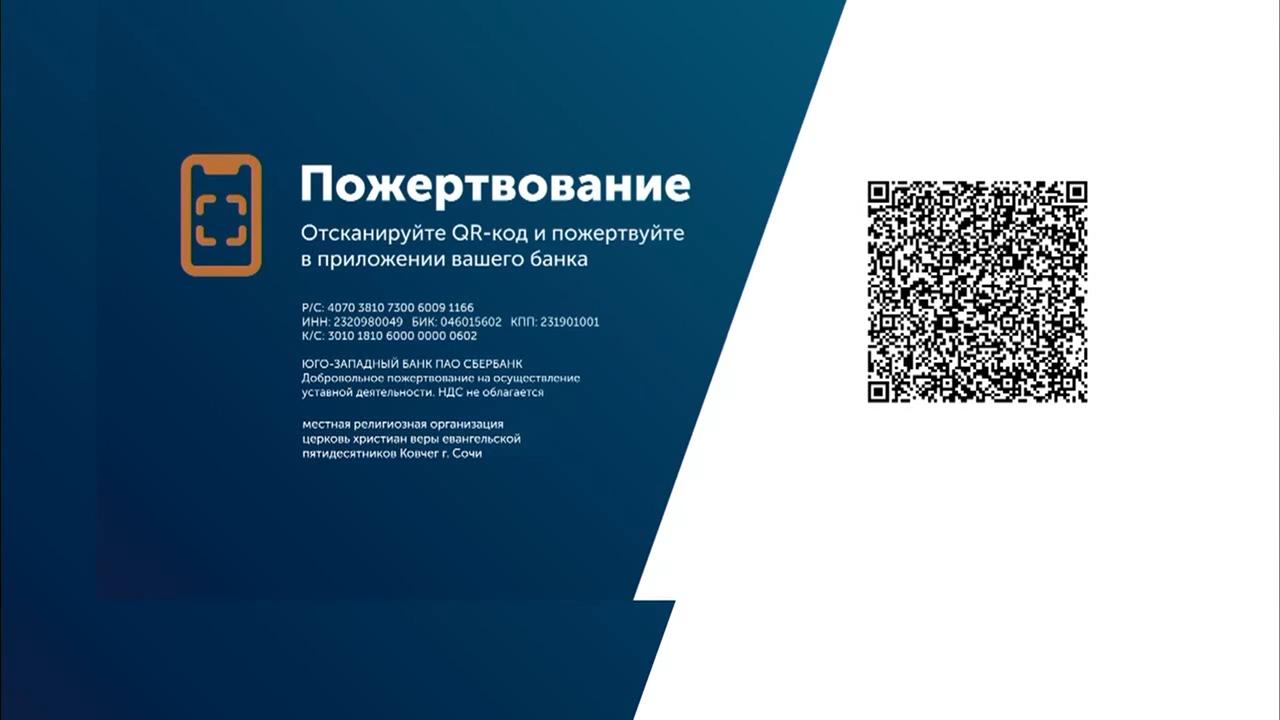 Пожертвование
Отсканируйте QR-код и пожертвуйте
в приложении вашего банка
Р/С: 4070 3810 7300 6009 1166
ИНН: 2320980049 БИК: 046015602 КПП: 231901001
К/С: 3010 1810 6000 0000 0602
ЮГО-ЗАПАДНЫЙ БАНК ПАО СБЕРБАНК
Добровольное пожертвование на осуществление
уставной деятельности. НДС не облагается
местная религиозная организация
церковь христиан веры евангельской
пятидесятников Ковчег г. Сочи